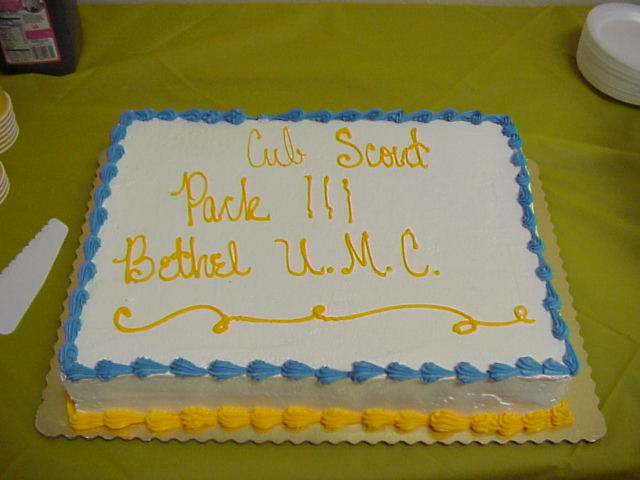 Cub Scout
Pack 111
Bethel U.M.C.